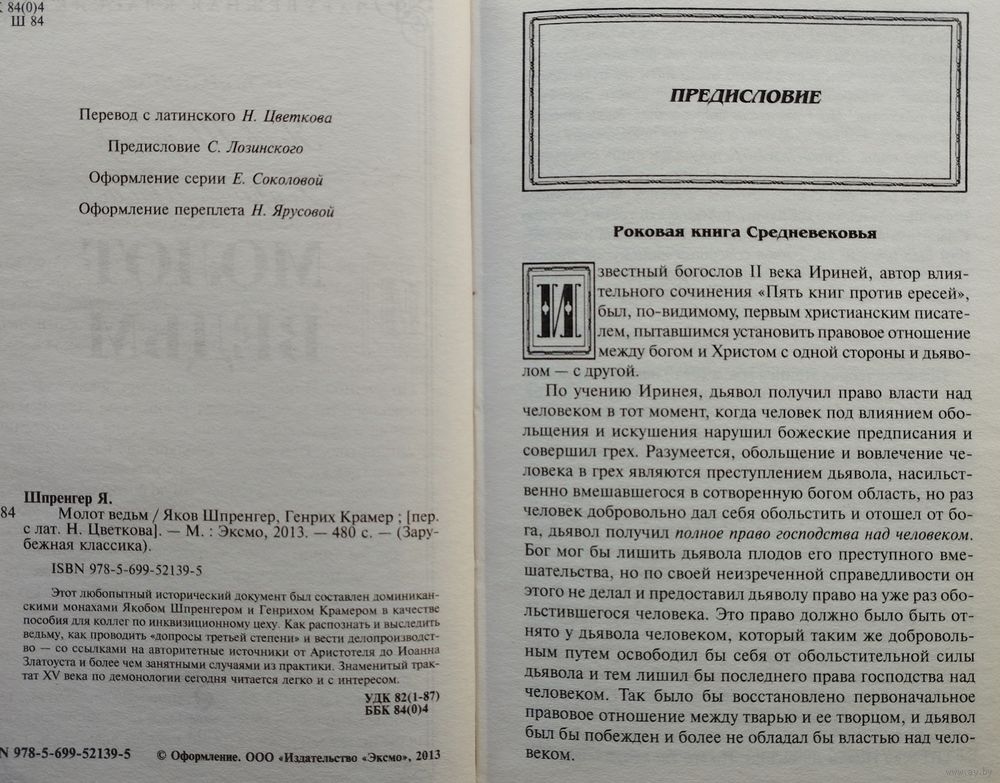 К 84(0)4
Ш 84
Перевод с латинского Н. Цветкова
Предисловие С. Лозинского
Оформление серии Е. Соколовой
Оформление переплета Н. Ярусовой
Шпренгер Я.
84 Молот ведьм / Яков Шпренгер, Генрих Крамер ; [пер.
с лат. Н. Цветкова]. — М. : Эксмо, 2013. — 480 с. — (Зару-
бежная классика).
ISBN 978-5-699-52139-5
Этот любопытный исторический документ был составлен доминикан-
скими монахами Якобом Шпренгером и Генрихом Крамером в качестве
пособия для коллег по инквизиционному цеху. Как распознать и выследить
ведьму, как проводить «допросы третьей степени» и вести делопроизводст-
во — со ссылками на авторитетные источники от Аристотеля до Иоанна
Златоуста и более чем занятными случаями из практики. Знаменитый трак-
тат XV века по демонологии сегодня читается легко и с интересом.
УДК 82(1-87)
ББК 84(0)4
N 978-5-699-52139-5 © Оформление. ООО «Издательство «Эксмо», 2013
ПРЕДИСЛОВИЕ
Роковая книга Средневековья
Известный богослов II века Ириней, автор влия-
тельного сочинения «Пять книг против ересей»,
был, по-видимому, первым христианским писате-
лем, пытавшимся установить правовое отношение
между богом и Христом с одной стороны и дьяво-
лом — с другой.
По учению Иринея, дьявол получил право власти над
человеком в тот момент, когда человек под влиянием обо-
льщения и искушения нарушил божеские предписания и
совершил грех. Разумеется, обольщение и вовлечение че-
ловека в грех являются преступлением дьявола, насильст-
венно вмешавшегося в сотворенную богом область, но раз
человек добровольно дал себя обольстить и отошел от бо-
га, дьявол получил полное право господства над человеком.
Бог мог бы лишить дьявола плодов его преступного вме-
шательства, но по своей неизреченной справедливости он
этого не делал и предоставил дьяволу право на уже раз обо-
льстившегося человека. Это право должно было быть от-
нято у дьявола человеком, который таким же доброволь-
ным путем освободил бы себя от обольстительной силы
дьявола и тем лишил бы последнего права господства над
человеком. Так было бы восстановлено первоначальное
правовое отношение между тварью и ее творцом, и дьявол
был бы побежден и более не обладал бы властью над чело-
веком.
www.ay.by